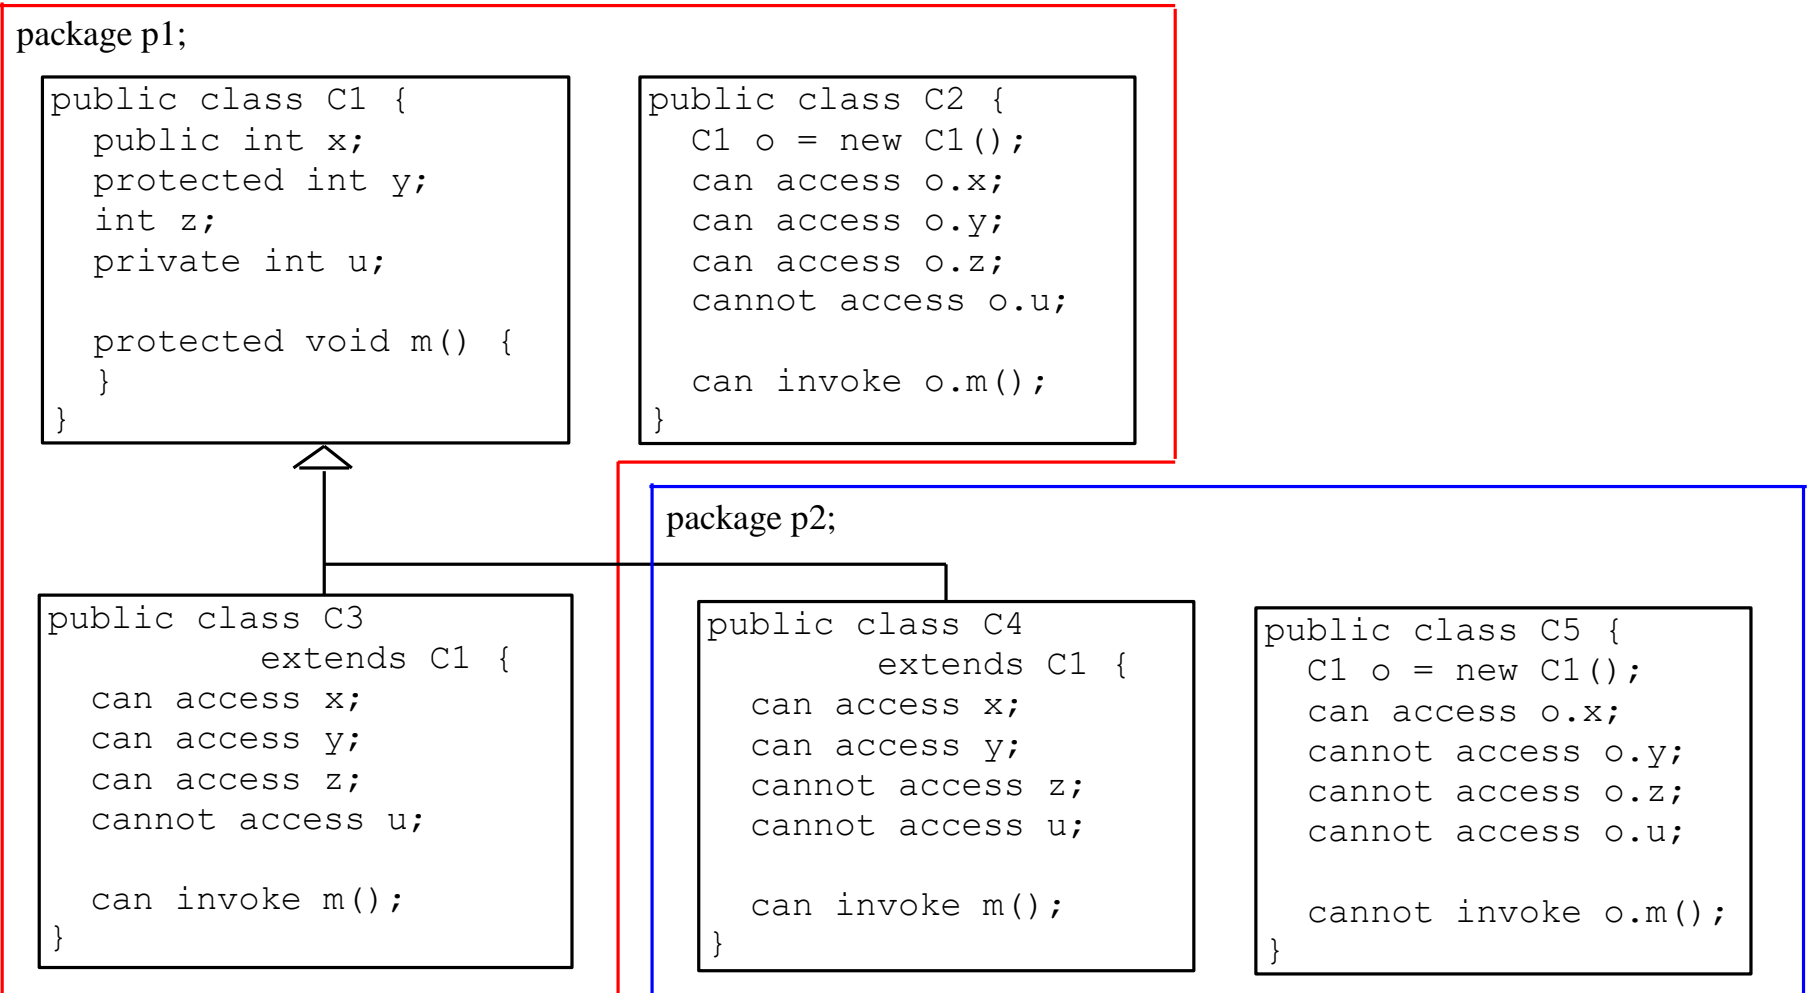 package p1;
public class C1 {
public int x;
protected int y;
int z;
private int u;
protected void m() {
}
}
public class C2 {
C1 o = new C1();
can access o.x;
can access o.y;
can access o.z;
cannot access o.u;
can invoke o.m();
}
public class C3
extends C1 {
can access x;
can access y;
can access z;
cannot access u;
can invoke m();
}
package p2;
public class C4
extends C1 {
can access x;
can access y;
cannot access z;
cannot access u;
can invoke m();
}
public class C5 {
C1 o = new C1();
can access o.x;
cannot access o.y;
cannot access o.z;
cannot access o.u;
cannot invoke o.m();
}